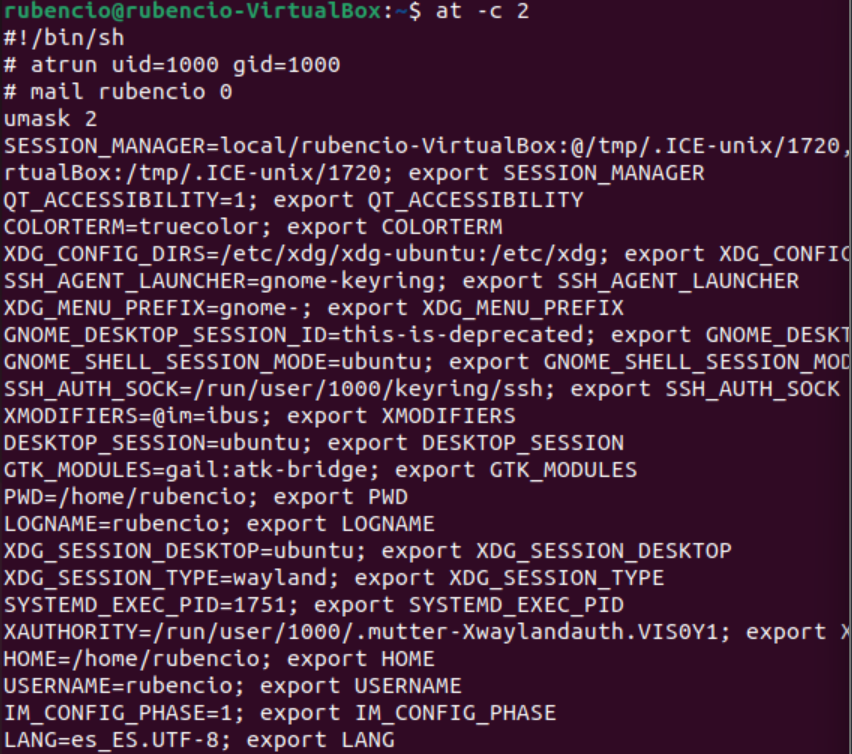 rubencio@rubencio-VirtualBox:~$ at -c 2
#!/bin/sh
# atrun uid=1000 gid=1000
# mail rubencio 0
umask 2
SESSION_MANAGER=local/rubencio-VirtualBox:@/tmp/.ICE-unix/1720,
rtualBox:/tmp/.ICE-unix/1720; export SESSION_MANAGER
QT_ACCESSIBILITY=1; export QT_ACCESSIBILITY
COLORTERM=truecolor; export COLORTERM
XDG_CONFIG_DIRS=/etc/xdg/xdg-ubuntu:/etc/xdg; export XDG_CONFIG
SSH_AGENT_LAUNCHER=gnome-keyring; export SSH_AGENT_LAUNCHER
XDG_MENU_PREFIX=gnome-; export XDG_MENU_PREFIX
GNOME_DESKTOP_SESSION_ID=this-is-deprecated; export GNOME_DESKT
GNOME_SHELL_SESSION_MODE=ubuntu; export GNOME_SHELL_SESSION_MOD
SSH_AUTH_SOCK=/run/user/1000/keyring/ssh; export SSH_AUTH_SOCK
XMODIFIERS=@im=ibus; export XMODIFIERS
DESKTOP_SESSION=ubuntu; export DESKTOP_SESSION
GTK_MODULES=gail:atk-bridge; export GTK_MODULES
PWD=/home/rubencio; export PWD
LOGNAME=rubencio; export LOGNAME
XDG_SESSION_DESKTOP=ubuntu; export XDG_SESSION_DESKTOP
XDG_SESSION_TYPE=wayland; export XDG_SESSION_TYPE
SYSTEMD_EXEC_PID=1751; export SYSTEMD_EXEC_PID
XAUTHORITY=/run/user/1000/.mutter-Xwaylandauth.VIS0Y1; export X
HOME=/home/rubencio; export HOME
USERNAME=rubencio; export USERNAME
IM_CONFIG_PHASE=1; export IM_CONFIG_PHASE
LANG=es_ES.UTF-8; export LANG